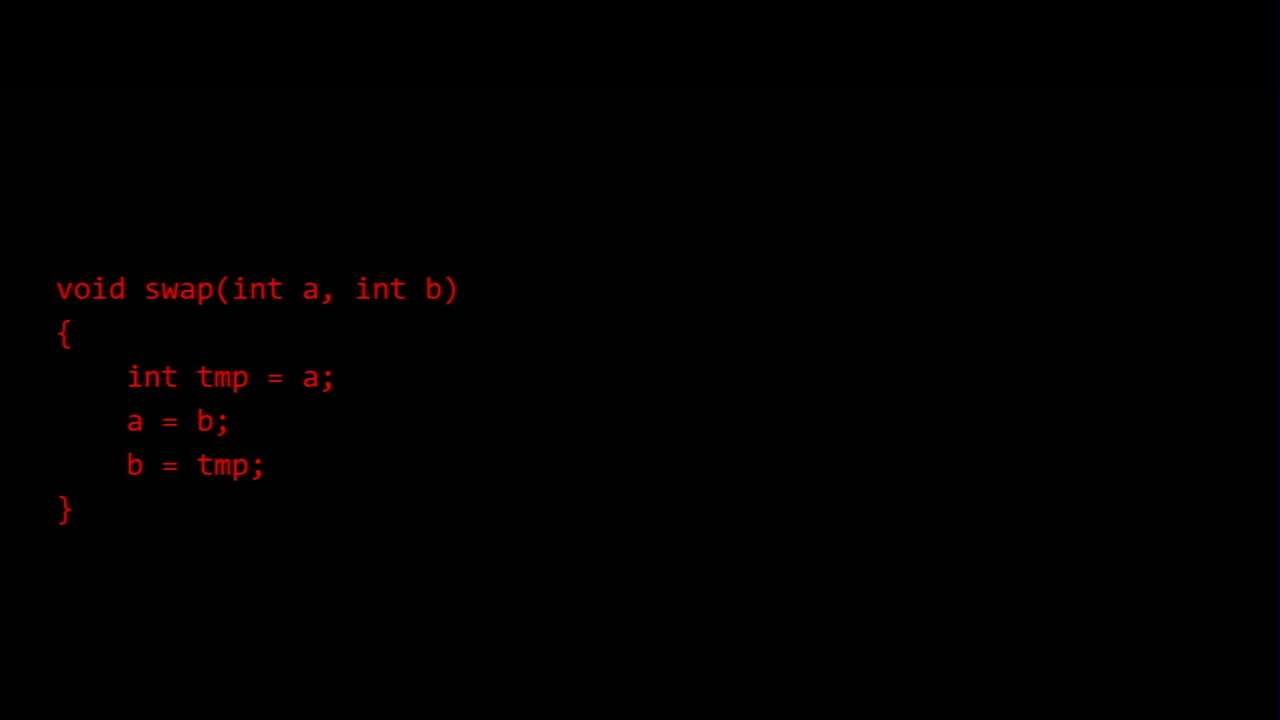 void swap(int a, int b)
{
    int tmp = a;
    a = b;
    b = tmp;
}